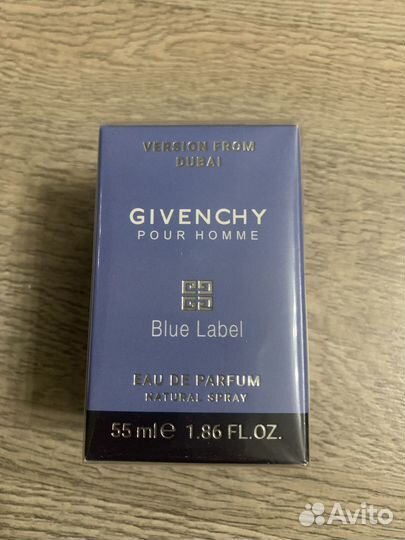 VERSION FROM
DUBAI
GIVENCHY
POUR HOMME
Blue Label
EAU DE PARFUM
NATURAL SPRAY
55 ml e 1.86 FL.OZ.
Avito